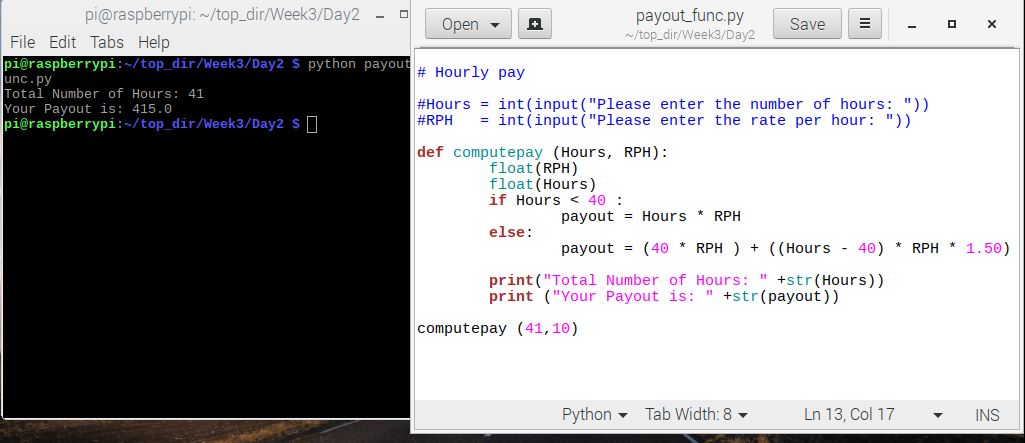 pi@raspberrypi: ~/top_dir/Week3/Day2
File Edit Tabs Help
pi@raspberrypi:~/top_dir/Week3/Day2 $ python payout
unc.py
Total Number of Hours: 41
Your Payout is: 415.0
pi@raspberrypi:~/top_dir/Week3/Day2 $
Open
payout_func.py
~/top_dir/Week3/Day2
Save
# Hourly pay
#Hours = int(input("Please enter the number of hours: "))
#RPH   = int(input("Please enter the rate per hour: "))
def computepay (Hours, RPH):
        float(RPH)
        float(Hours)
        if Hours < 40 :
                payout = Hours * RPH
        else:
                payout = (40 * RPH ) + ((Hours - 40) * RPH * 1.50)
        print("Total Number of Hours: " +str(Hours))
        print ("Your Payout is: " +str(payout))
computepay (41,10)
Python Tab Width: 8 Ln 13, Col 17 INS